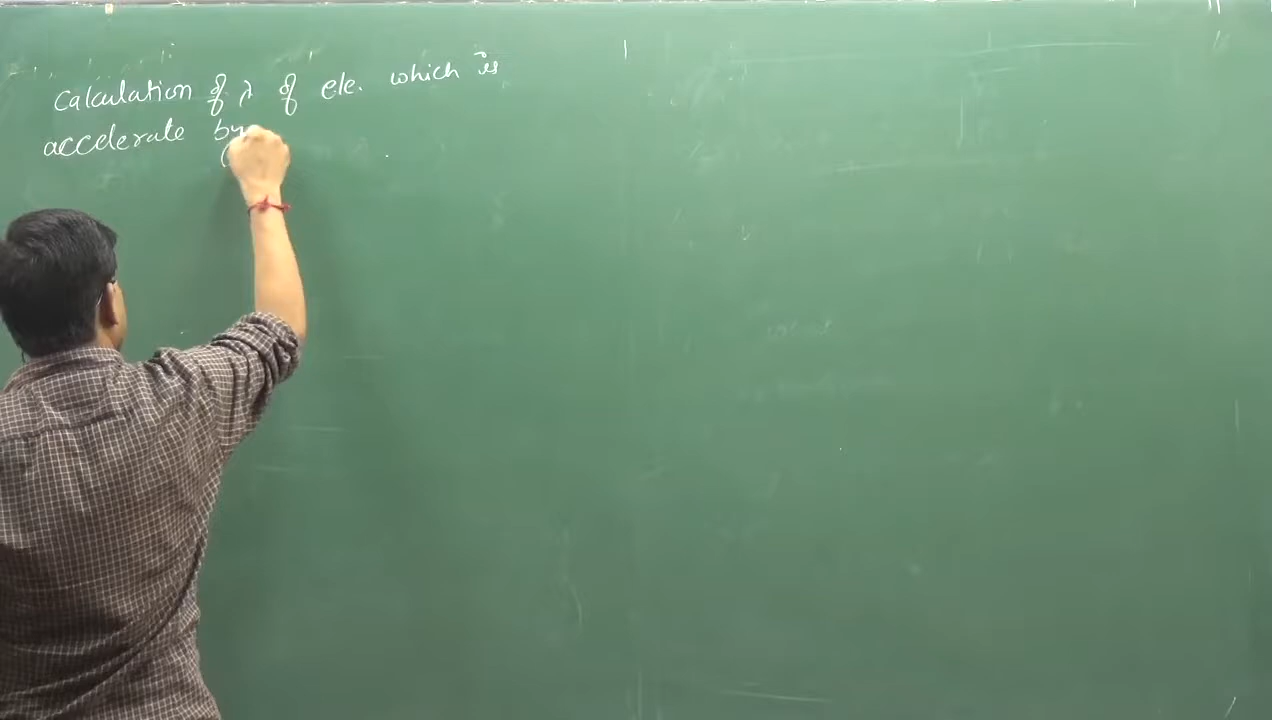 Calculation of λ of ele. which is
accelerate by